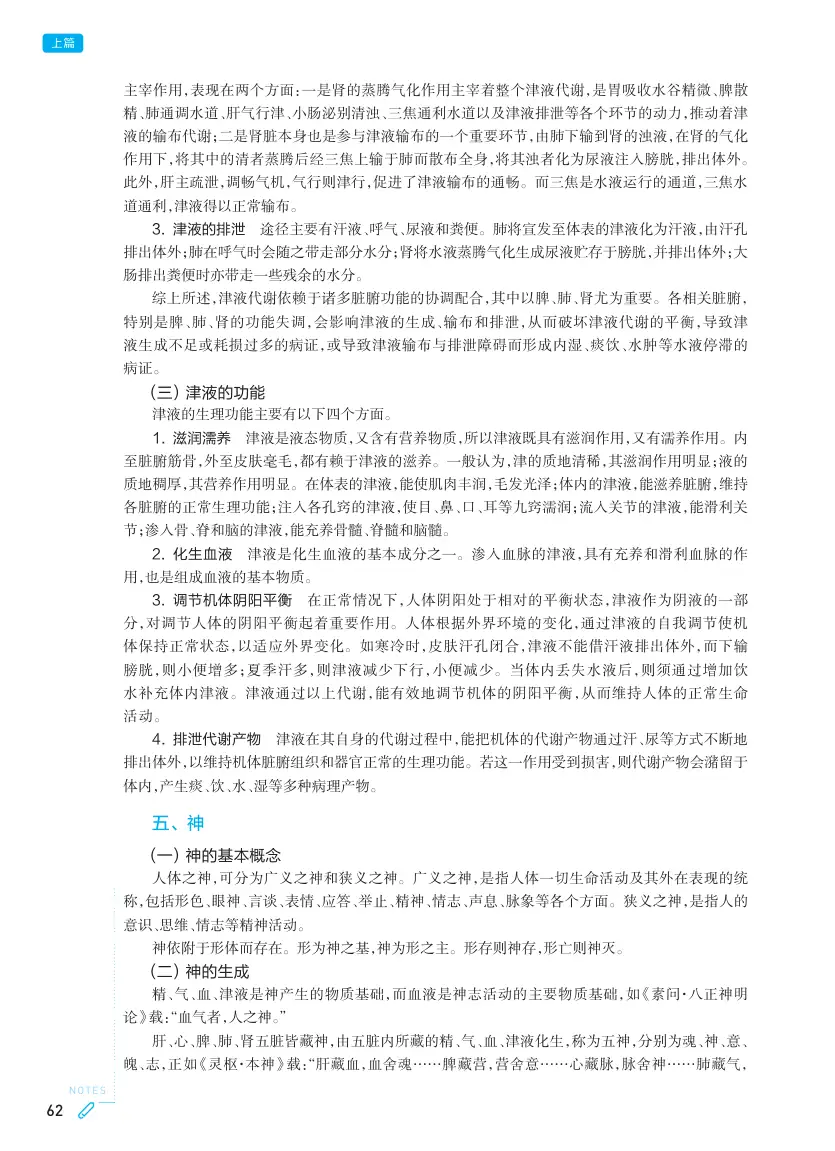 上篇
主宰作用,表现在两个方面:一是肾的蒸腾气化作用主宰着整个津液代谢,是胃吸收水谷精微、脾散
精、肺通调水道、肝气行津、小肠泌别清浊、三焦通利水道以及津液排泄等各个环节的动力,推动着津
液的输布代谢;二是肾脏本身也是参与津液输布的一个重要环节,由肺下输到肾的浊液,在肾的气化
作用下,将其中的清者蒸腾后经三焦上输于肺而散布全身,将其浊者化为尿液注入膀胱,排出体外。
此外,肝主疏泄,调畅气机,气行则津行,促进了津液输布的通畅。而三焦是水液运行的通道,三焦水
道通利,津液得以正常输布。
3. 津液的排泄 途径主要有汗液、呼气、尿液和粪便。肺将宣发至体表的津液化为汗液,由汗孔
排出体外;肺在呼气时会随之带走部分水分;肾将水液蒸腾气化生成尿液贮存于膀胱,并排出体外;大
肠排出粪便时亦带走一些残余的水分。
综上所述,津液代谢依赖于诸多脏腑功能的协调配合,其中以脾、肺、肾尤为重要。各相关脏腑,
特别是脾、肺、肾的功能失调,会影响津液的生成、输布和排泄,从而破坏津液代谢的平衡,导致津
液生成不足或耗损过多的病证,或导致津液输布与排泄障碍而形成内湿、痰饮、水肿等水液停滞的
病证。
(三)津液的功能
津液的生理功能主要有以下四个方面。
1. 滋润濡养 津液是液态物质,又含有营养物质,所以津液既具有滋润作用,又有濡养作用。内
至脏腑筋骨,外至皮肤毫毛,都有赖于津液的滋养。一般认为,津的质地清稀,其滋润作用明显;液的
质地稠厚,其营养作用明显。在体表的津液,能使肌肉丰润,毛发光泽;体内的津液,能滋养脏腑,维持
各脏腑的正常生理功能;注入各孔窍的津液,使目、鼻、口、耳等九窍濡润;流入关节的津液,能滑利关
节;渗入骨、脊和脑的津液,能充养骨髓、脊髓和脑髓。
2. 化生血液 津液是化生血液的基本成分之一。渗入血脉的津液,具有充养和滑利血脉的作
用,也是组成血液的基本物质。
3. 调节机体阴阳平衡 在正常情况下,人体阴阳处于相对的平衡状态,津液作为阴液的一部
分,对调节人体的阴阳平衡起着重要作用。人体根据外界环境的变化,通过津液的自我调节使机
体保持正常状态,以适应外界变化。如寒冷时,皮肤汗孔闭合,津液不能借汗液排出体外,而下输
膀胱,则小便增多;夏季汗多,则津液减少下行,小便减少。当体内丢失水液后,则须通过增加饮
水补充体内津液。津液通过以上代谢,能有效地调节机体的阴阳平衡,从而维持人体的正常生命
活动。
4. 排泄代谢产物 津液在其自身的代谢过程中,能把机体的代谢产物通过汗、尿等方式不断地
排出体外,以维持机体脏腑组织和器官正常的生理功能。若这一作用受到损害,则代谢产物会潴留于
体内,产生痰、饮、水、湿等多种病理产物。
五、神
(一)神的基本概念
人体之神,可分为广义之神和狭义之神。广义之神,是指人体一切生命活动及其外在表现的统
称,包括形色、眼神、言谈、表情、应答、举止、精神、情志、声息、脉象等各个方面。狭义之神,是指人的
意识、思维、情志等精神活动。
神依附于形体而存在。形为神之基,神为形之主。形存则神存,形亡则神灭。
(二)神的生成
精、气、血、津液是神产生的物质基础,而血液是神志活动的主要物质基础,如《素问·八正神明
论》载:“血气者,人之神。”
肝、心、脾、肺、肾五脏皆藏神,由五脏内所藏的精、气、血、津液化生,称为五神,分别为魂、神、意、
魄、志,正如《灵枢·本神》载:“肝藏血,血舍魂……脾藏营,营舍意……心藏脉,脉舍神……肺藏气,
NOTES
62